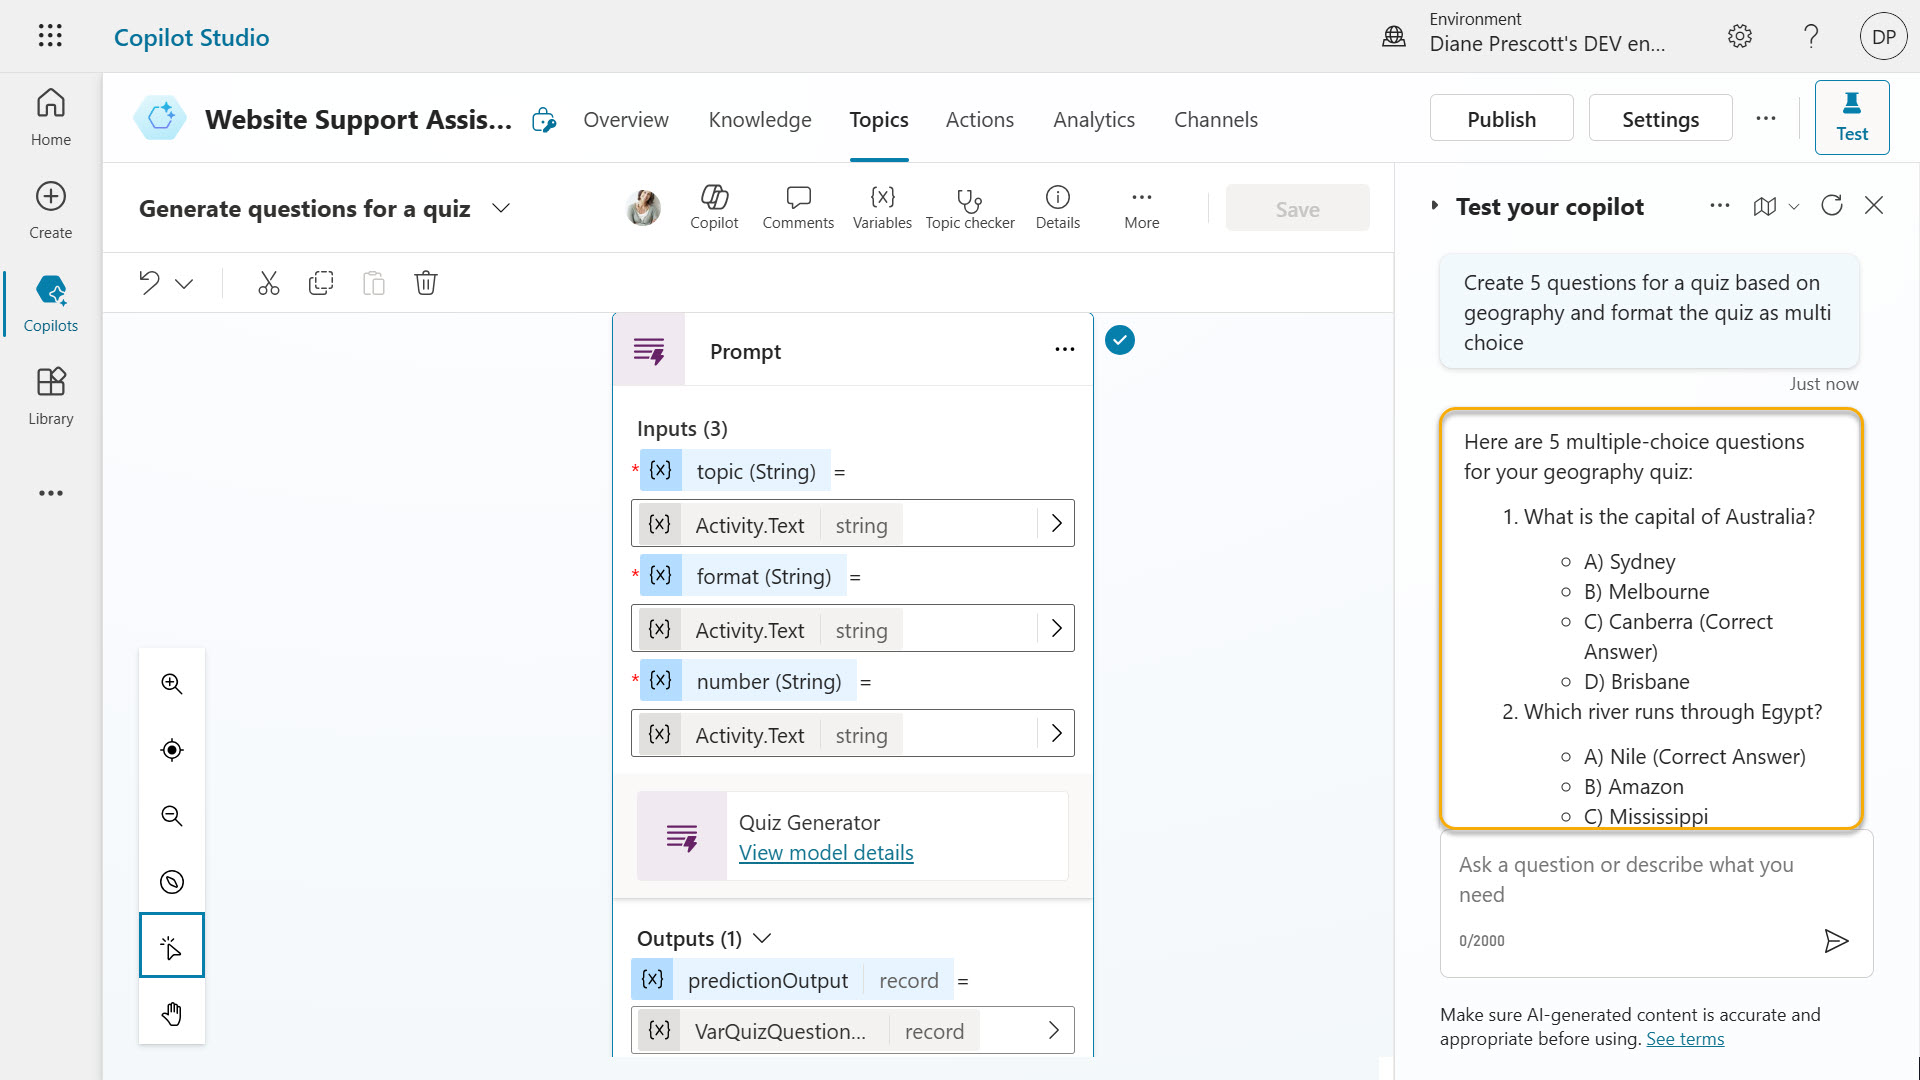 Copilot Studio
Environment
Diane Prescott's DEV en...
DP
Home
Create
Copilots
Library
Website Support Assis...
Overview
Knowledge
Topics
Actions
Analytics
Channels
Publish
Settings
Test
Generate questions for a quiz
Copilot
Comments
Variables
Topic checker
Details
More
Save
Prompt
Inputs (3)
* {x} topic (String) =
{x} Activity.Text string
* {x} format (String) =
{x} Activity.Text string
* {x} number (String) =
{x} Activity.Text string
Quiz Generator
View model details
Outputs (1)
{x} predictionOutput record =
{x} VarQuizQuestion... record
Test your copilot
Create 5 questions for a quiz based on
geography and format the quiz as multi
choice
Just now
Here are 5 multiple-choice questions
for your geography quiz:
1. What is the capital of Australia?
A) Sydney
B) Melbourne
C) Canberra (Correct
Answer)
D) Brisbane
2. Which river runs through Egypt?
A) Nile (Correct Answer)
B) Amazon
C) Mississippi
Ask a question or describe what you
need
0/2000
Make sure AI-generated content is accurate and
appropriate before using. See terms